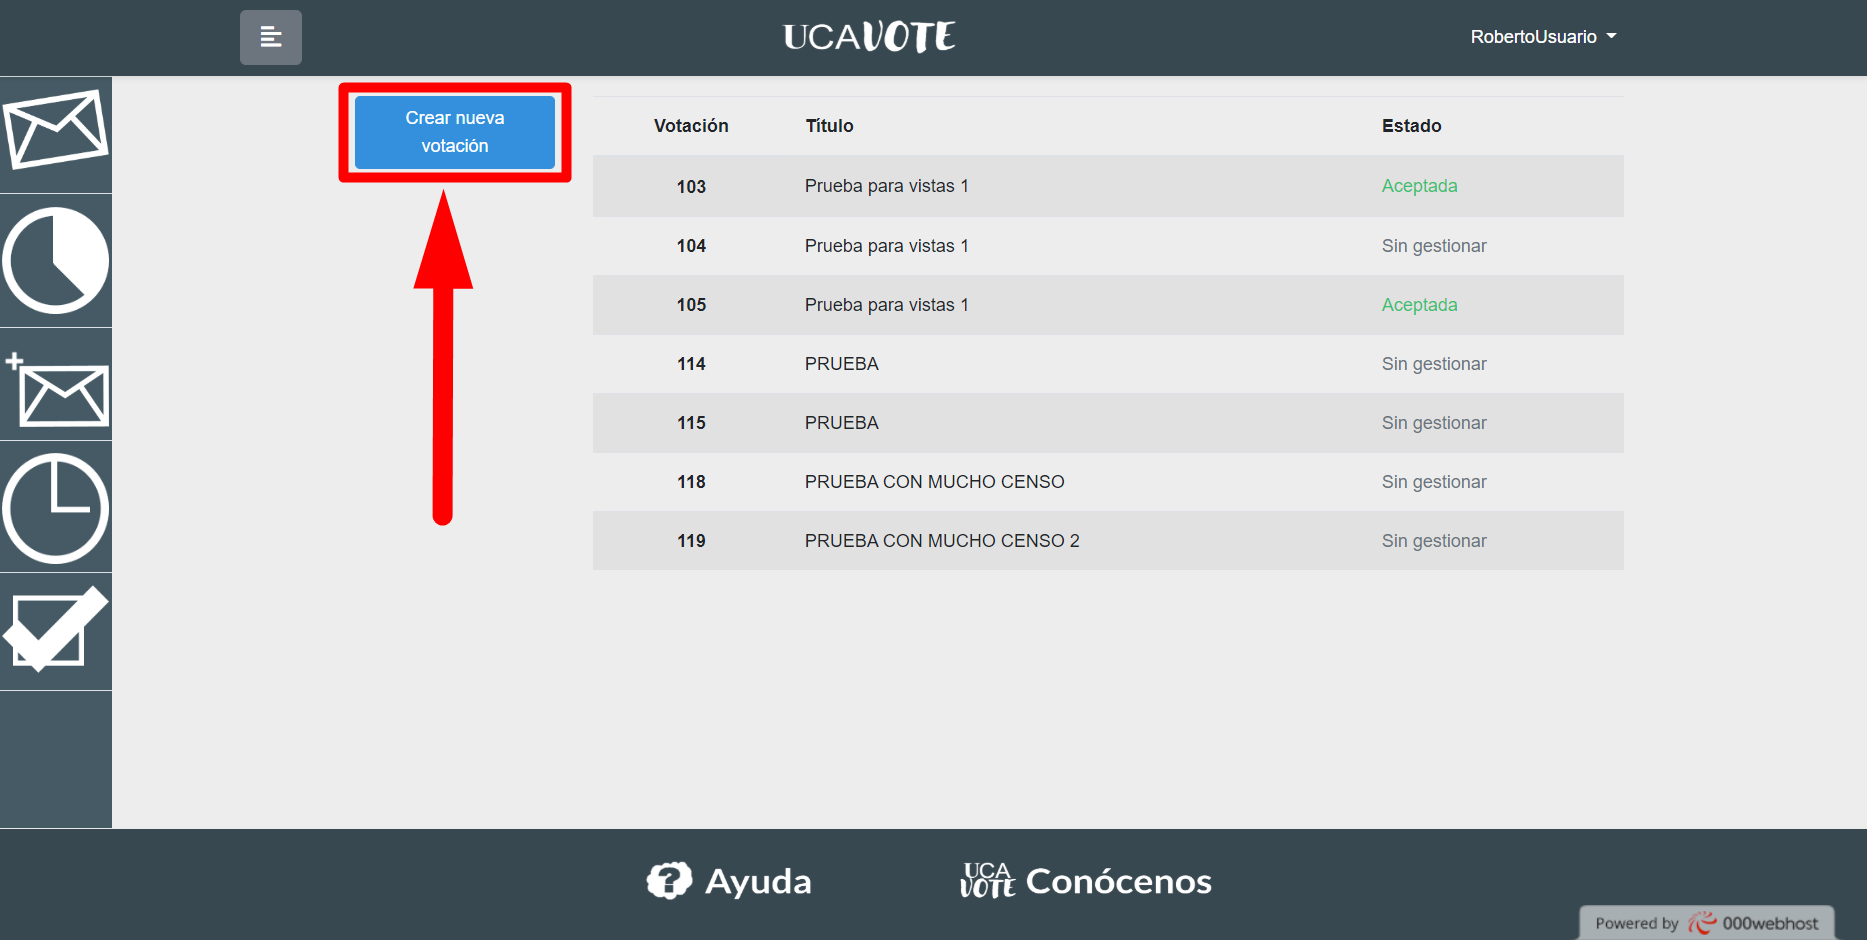 UCAVOTE
RobertoUsuario
Crear nueva
votación
Votación Título Estado
103 Prueba para vistas 1 Aceptada
104 Prueba para vistas 1 Sin gestionar
105 Prueba para vistas 1 Aceptada
114 PRUEBA Sin gestionar
115 PRUEBA Sin gestionar
118 PRUEBA CON MUCHO CENSO Sin gestionar
119 PRUEBA CON MUCHO CENSO 2 Sin gestionar
? Ayuda
UCA
VOTE Conócenos
Powered by 000webhost